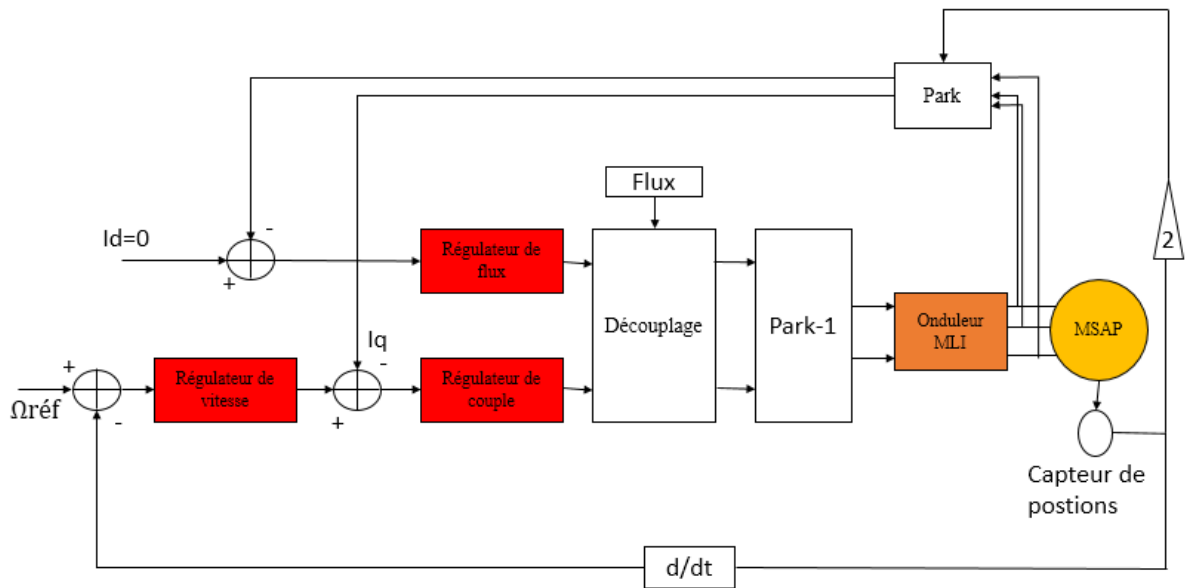 Park
Flux
2
Id=0
-
+
Régulateur de
flux
Découplage
Park-1
Onduleur
MLI
MSAP
Iq
-
+
+
-
Ωréf
Régulateur de
vitesse
Régulateur de
couple
Capteur de
postions
d/dt